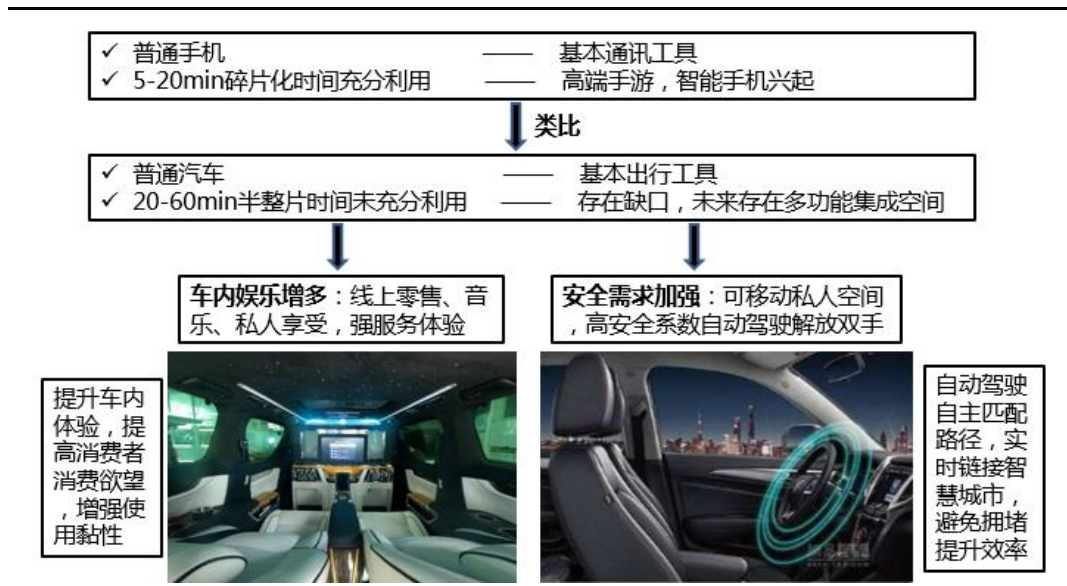 ✓ 普通手机 —— 基本通讯工具
✓ 5-20min碎片化时间充分利用 —— 高端手游，智能手机兴起
类比
✓ 普通汽车 —— 基本出行工具
✓ 20-60min半整片时间未充分利用 —— 存在缺口，未来存在多功能集成空间
车内娱乐增多：线上零售、音
乐、私人享受，强服务体验
安全需求加强：可移动私人空间
，高安全系数自动驾驶解放双手
提升车内
体验，提
高消费者
消费欲望
，增强使
用黏性
自动驾驶
自主匹配
路径，实
时链接智
慧城市，
避免拥堵
提升效率